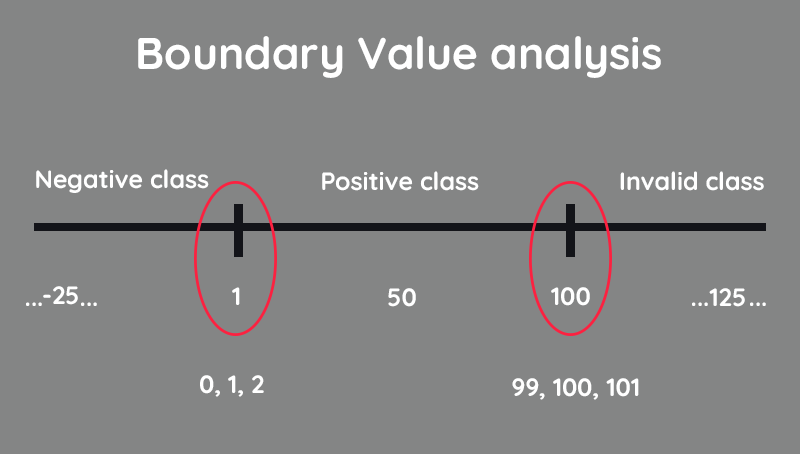 Boundary Value analysis
Negative class Positive class Invalid class
...-25... 1 50 100 ...125...
0, 1, 2 99, 100, 101